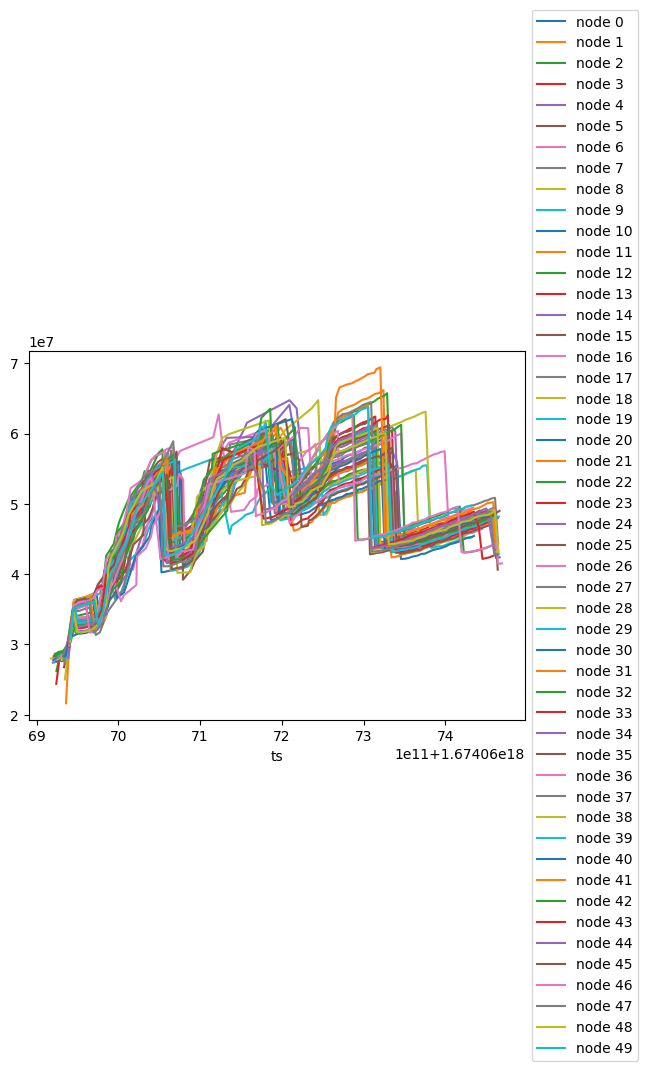 1e7
7
6
5
4
3
2
69 70 71 72 73 74
ts
1e11+1.67406e18
node 0
node 1
node 2
node 3
node 4
node 5
node 6
node 7
node 8
node 9
node 10
node 11
node 12
node 13
node 14
node 15
node 16
node 17
node 18
node 19
node 20
node 21
node 22
node 23
node 24
node 25
node 26
node 27
node 28
node 29
node 30
node 31
node 32
node 33
node 34
node 35
node 36
node 37
node 38
node 39
node 40
node 41
node 42
node 43
node 44
node 45
node 46
node 47
node 48
node 49